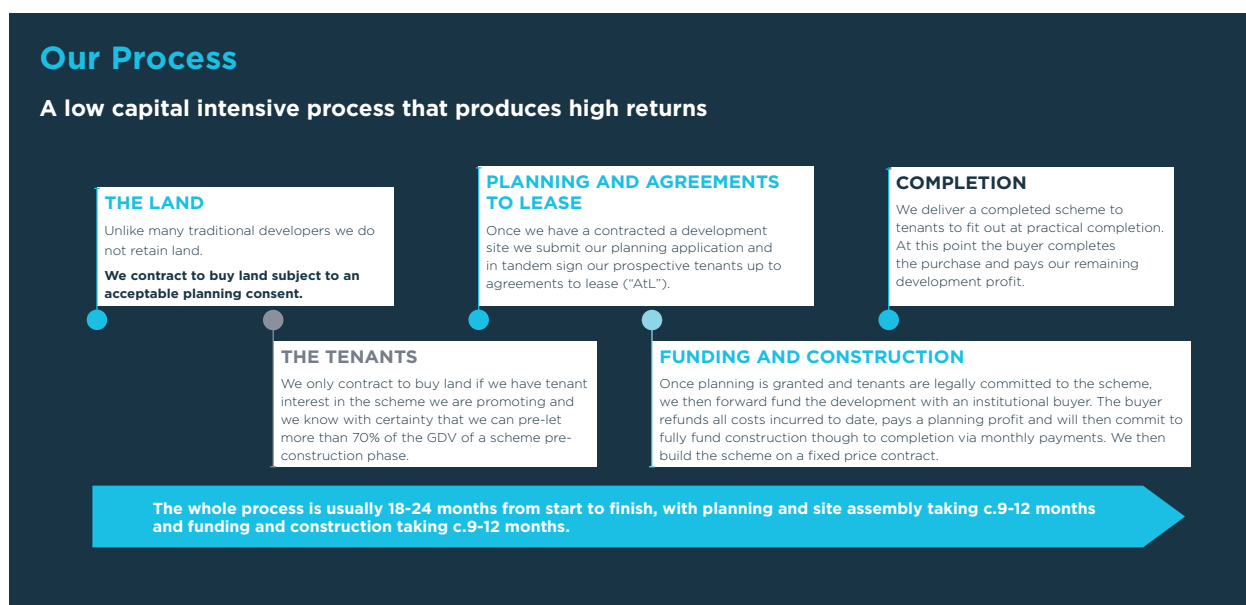 Our Process
A low capital intensive process that produces high returns
THE LAND
Unlike many traditional developers we do
not retain land.
We contract to buy land subject to an
acceptable planning consent.
THE TENANTS
We only contract to buy land if we have tenant
interest in the scheme we are promoting and
we know with certainty that we can pre-let
more than 70% of the GDV of a scheme pre-
construction phase.
PLANNING AND AGREEMENTS
TO LEASE
Once we have a contracted a development
site we submit our planning application and
in tandem sign our prospective tenants up to
agreements to lease (“AtL”).
FUNDING AND CONSTRUCTION
Once planning is granted and tenants are legally committed to the scheme,
we then forward fund the development with an institutional buyer. The buyer
refunds all costs incurred to date, pays a planning profit and will then commit to
fully fund construction though to completion via monthly payments. We then
build the scheme on a fixed price contract.
COMPLETION
We deliver a completed scheme to
tenants to fit out at practical completion.
At this point the buyer completes
the purchase and pays our remaining
development profit.
The whole process is usually 18-24 months from start to finish, with planning and site assembly taking c.9-12 months
and funding and construction taking c.9-12 months.